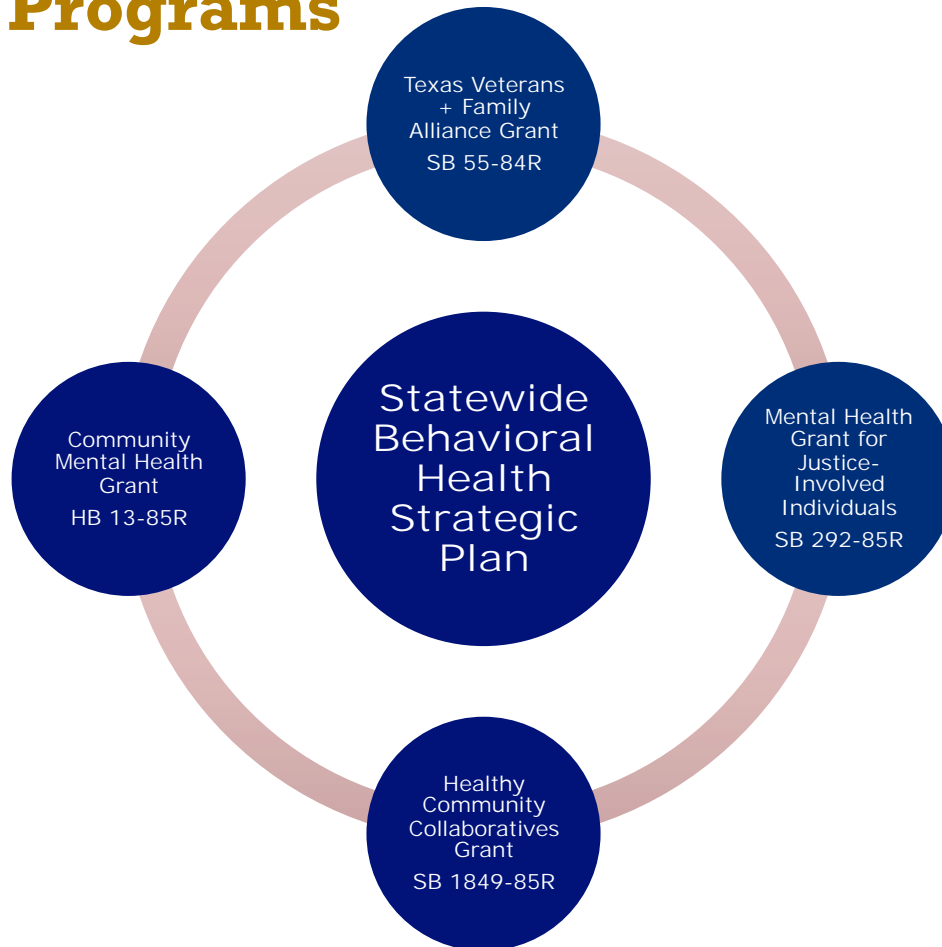 Programs
Texas Veterans
+ Family
Alliance Grant
SB 55-84R
Statewide
Behavioral
Health
Strategic
Plan
Mental Health
Grant for
Justice-
Involved
Individuals
SB 292-85R
Community
Mental Health
Grant
HB 13-85R
Healthy
Community
Collaboratives
Grant
SB 1849-85R